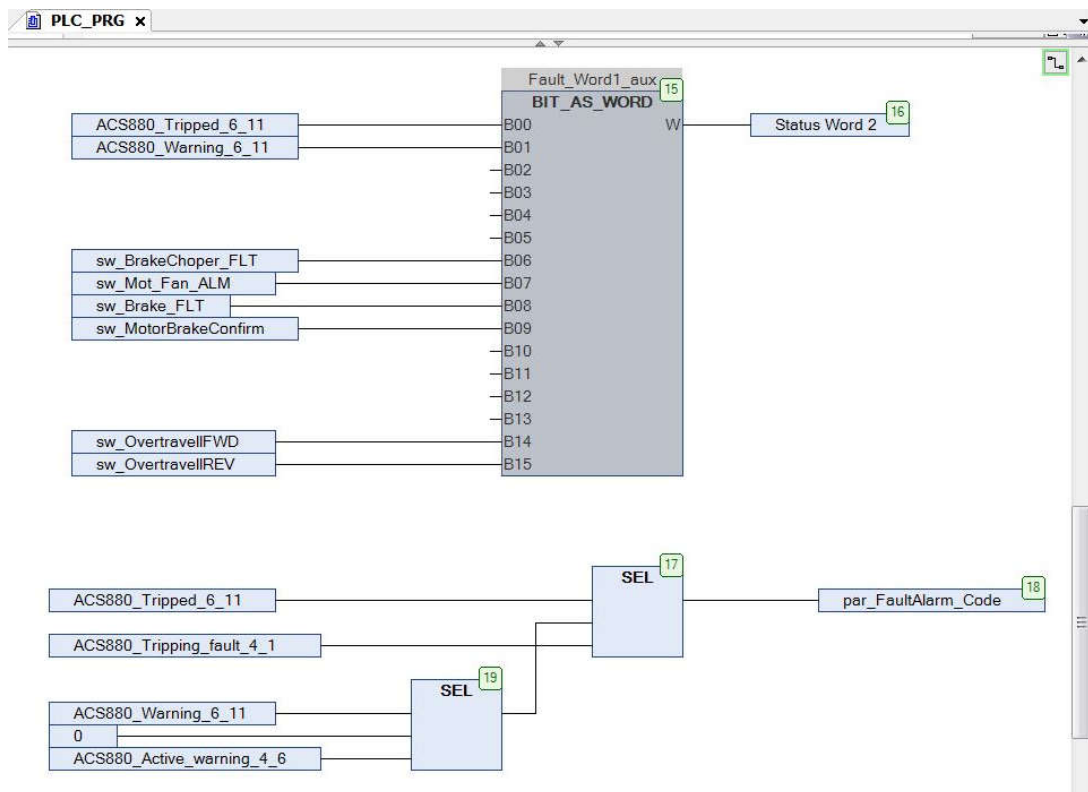 PLC_PRG
Fault_Word1_aux
15
BIT_AS_WORD
ACS880_Tripped_6_11 B00 W Status Word 2 16
ACS880_Warning_6_11 B01
B02
B03
B04
B05
sw_BrakeChoper_FLT B06
sw_Mot_Fan_ALM B07
sw_Brake_FLT B08
sw_MotorBrakeConfirm B09
B10
B11
B12
B13
sw_OvertravellFWD B14
sw_OvertravellREV B15
SEL 17
ACS880_Tripped_6_11 par_FaultAlarm_Code 18
ACS880_Tripping_fault_4_1
SEL 19
ACS880_Warning_6_11
0
ACS880_Active_warning_4_6